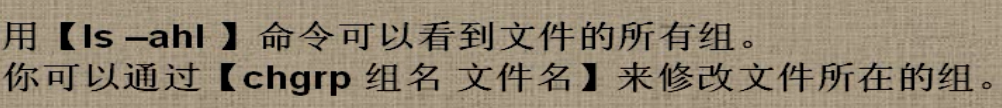 用【ls –ahl 】命令可以看到文件的所有组。
你可以通过【chgrp 组名 文件名】来修改文件所在的组。